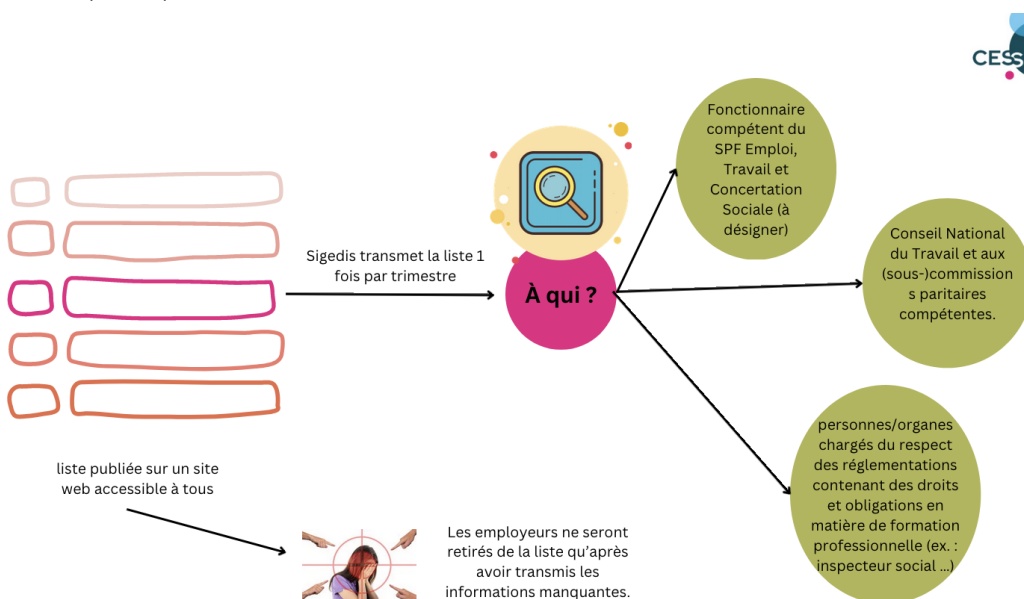 CESS
Fonctionnaire
compétent du
SPF Emploi,
Travail et
Concertation
Sociale (à
désigner)
Sigedis transmet la liste 1
fois par trimestre
À qui ?
Conseil National
du Travail et aux
(sous-)commission
s paritaires
compétentes.
personnes/organes
chargés du respect
des réglementations
contenant des droits
et obligations en
matière de formation
professionnelle (ex. :
inspecteur social ...)
liste publiée sur un site
web accessible à tous
Les employeurs ne seront
retirés de la liste qu’après
avoir transmis les
informations manquantes.